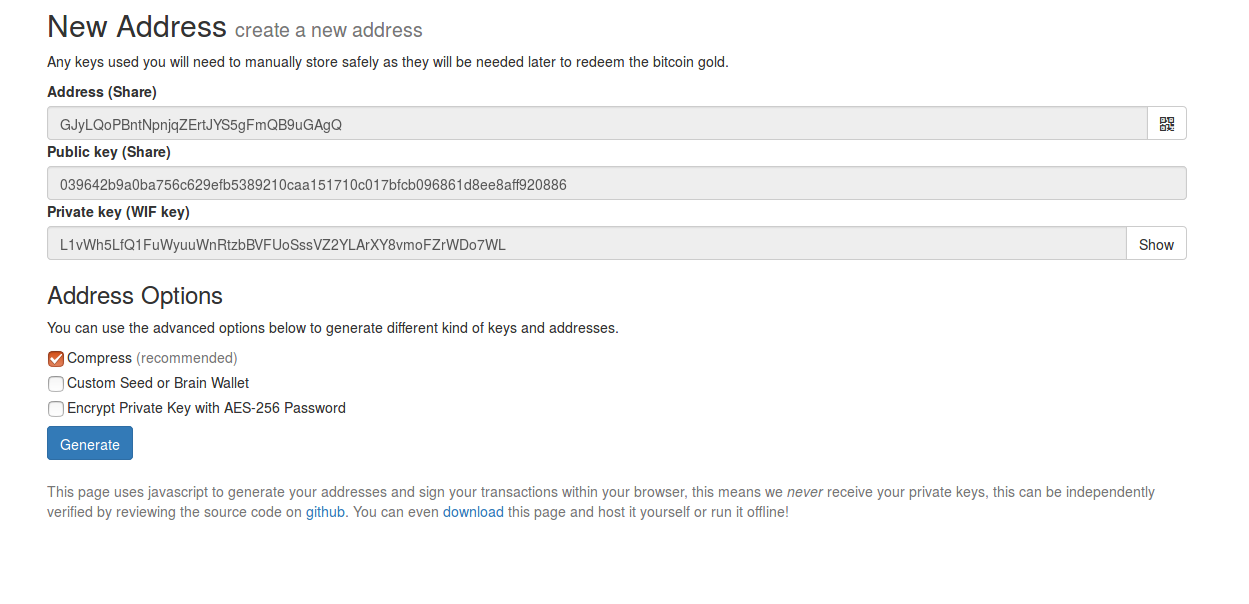 New Address create a new address
Any keys used you will need to manually store safely as they will be needed later to redeem the bitcoin gold.
Address (Share)
GJyLQoPBntNpnjqZErtJYS5gFmQB9uGAgQ
Public key (Share)
039642b9a0ba756c629efb5389210caa151710c017bfcb096861d8ee8aff920886
Private key (WIF key)
L1vWh5LfQ1FuWyuuWnRtzbBVFUoSssVZ2YLArXY8vmoFZrWDo7WL
Show
Address Options
You can use the advanced options below to generate different kind of keys and addresses.
Compress (recommended)
Custom Seed or Brain Wallet
Encrypt Private Key with AES-256 Password
Generate
This page uses javascript to generate your addresses and sign your transactions within your browser, this means we never receive your private keys, this can be independently
verified by reviewing the source code on github. You can even download this page and host it yourself or run it offline!